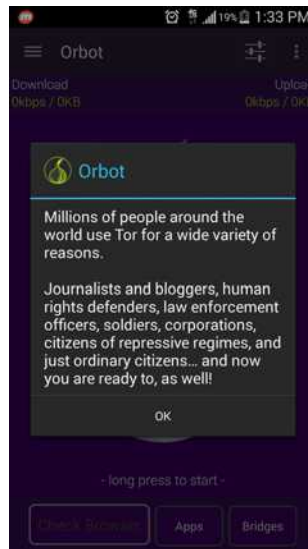 19% 1:33 PM
Orbot
Download
Upload
0kbps / 0KB
0kbps / 0KB
Orbot
Millions of people around the
world use Tor for a wide variety of
reasons.
Journalists and bloggers, human
rights defenders, law enforcement
officers, soldiers, corporations,
citizens of repressive regimes, and
just ordinary citizens... and now
you are ready to, as well!
OK
- long press to start -
Check Browser
Apps
Bridges